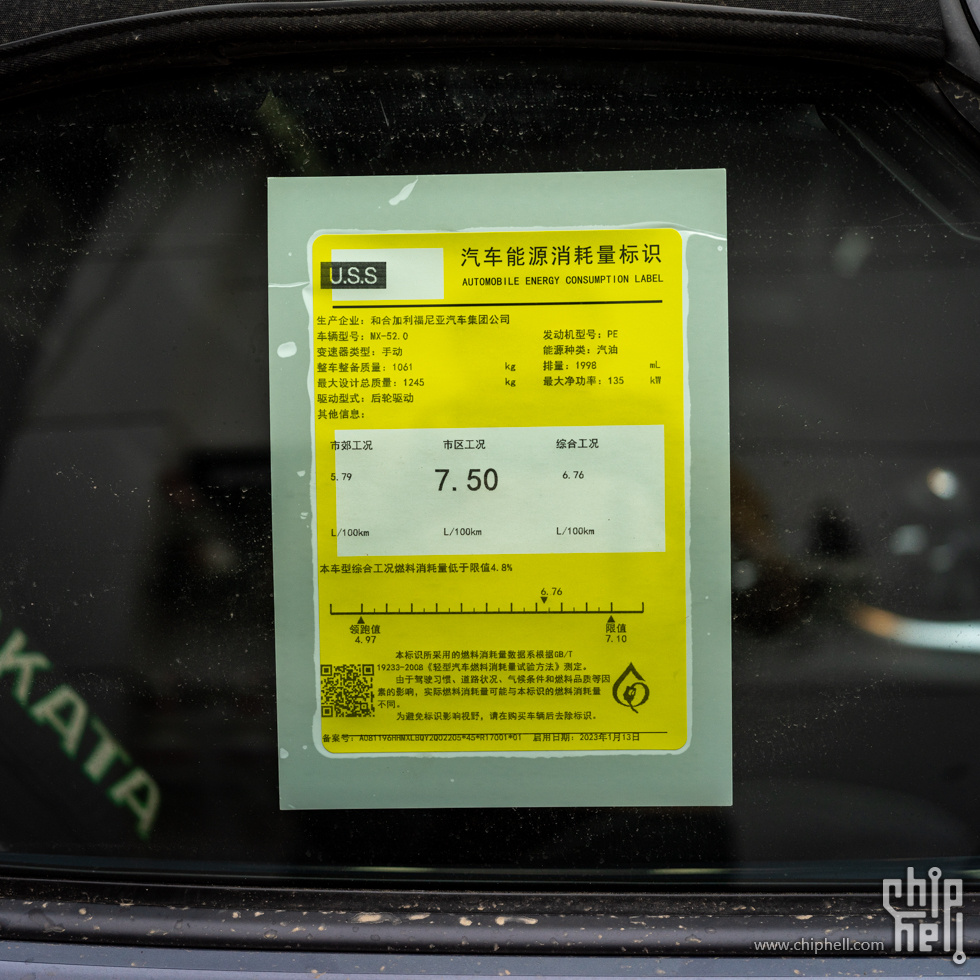 U.S.S
汽车能源消耗量标识
AUTOMOBILE ENERGY CONSUMPTION LABEL
生产企业：和合加利福尼亚汽车集团公司
车辆型号：MX-52.0 发动机型号：PE
变速器类型：手动 能源种类：汽油
整车整备质量：1061 kg 排量：1998 mL
最大设计总质量：1245 kg 最大净功率：135 kW
驱动型式：后轮驱动
其他信息：
市郊工况 市区工况 综合工况
5.79 7.50 6.76
L/100km L/100km L/100km
本车型综合工况燃料消耗量低于限值4.8%
6.76
领跑值 限值
4.97 7.10
本标识所采用的燃料消耗量数据系根据GB/T
19233-2008《轻型汽车燃料消耗量试验方法》测定。
由于驾驶习惯、道路状况、气候条件和燃料品质等因
素的影响，实际燃料消耗量可能与本标识的燃料消耗量
不同。
为避免标识影响视野，请在购买车辆后去除标识。
备案号： 启用日期：2023年1月13日
KATA
chip
hell
www.chiphell.com